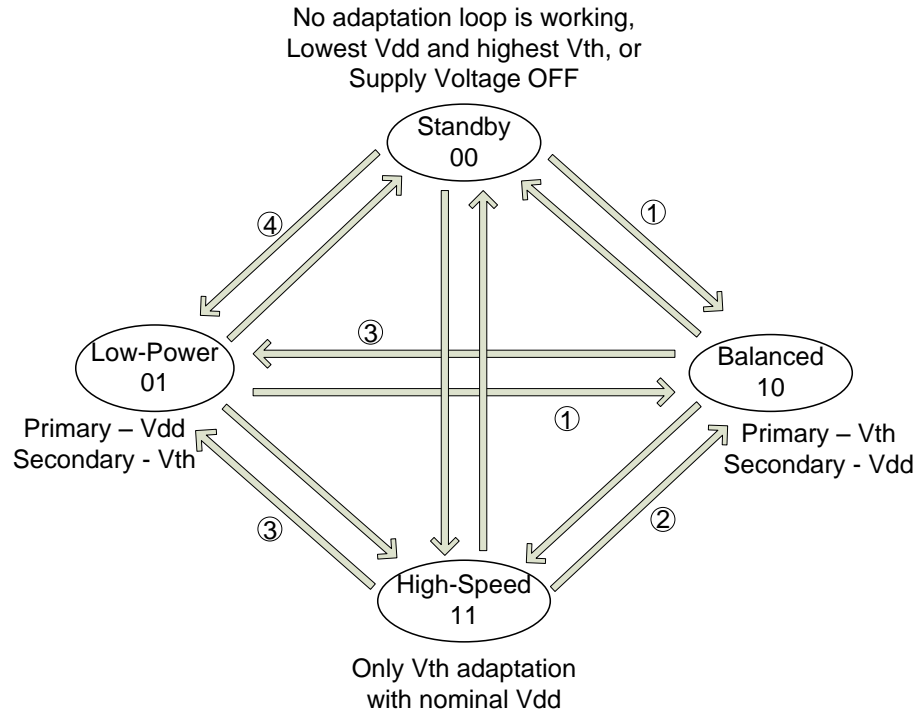 No adaptation loop is working,
Lowest Vdd and highest Vth, or
Supply Voltage OFF
Standby
00
④
①
③
Low-Power
01
Balanced
10
①
Primary – Vdd
Secondary - Vth
Primary – Vth
Secondary - Vdd
③
②
High-Speed
11
Only Vth adaptation
with nominal Vdd